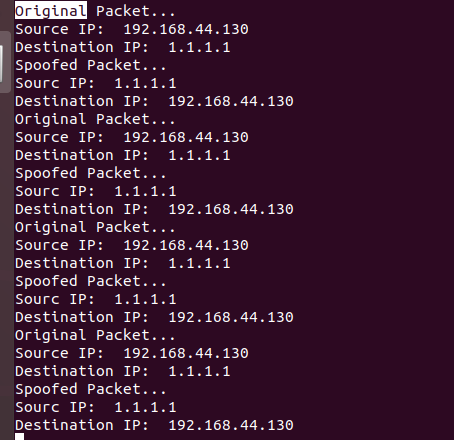 Original Packet...
Source IP:  192.168.44.130
Destination IP:  1.1.1.1
Spoofed Packet...
Sourc IP:  1.1.1.1
Destination IP:  192.168.44.130
Original Packet...
Source IP:  192.168.44.130
Destination IP:  1.1.1.1
Spoofed Packet...
Sourc IP:  1.1.1.1
Destination IP:  192.168.44.130
Original Packet...
Source IP:  192.168.44.130
Destination IP:  1.1.1.1
Spoofed Packet...
Sourc IP:  1.1.1.1
Destination IP:  192.168.44.130
Original Packet...
Source IP:  192.168.44.130
Destination IP:  1.1.1.1
Spoofed Packet...
Sourc IP:  1.1.1.1
Destination IP:  192.168.44.130